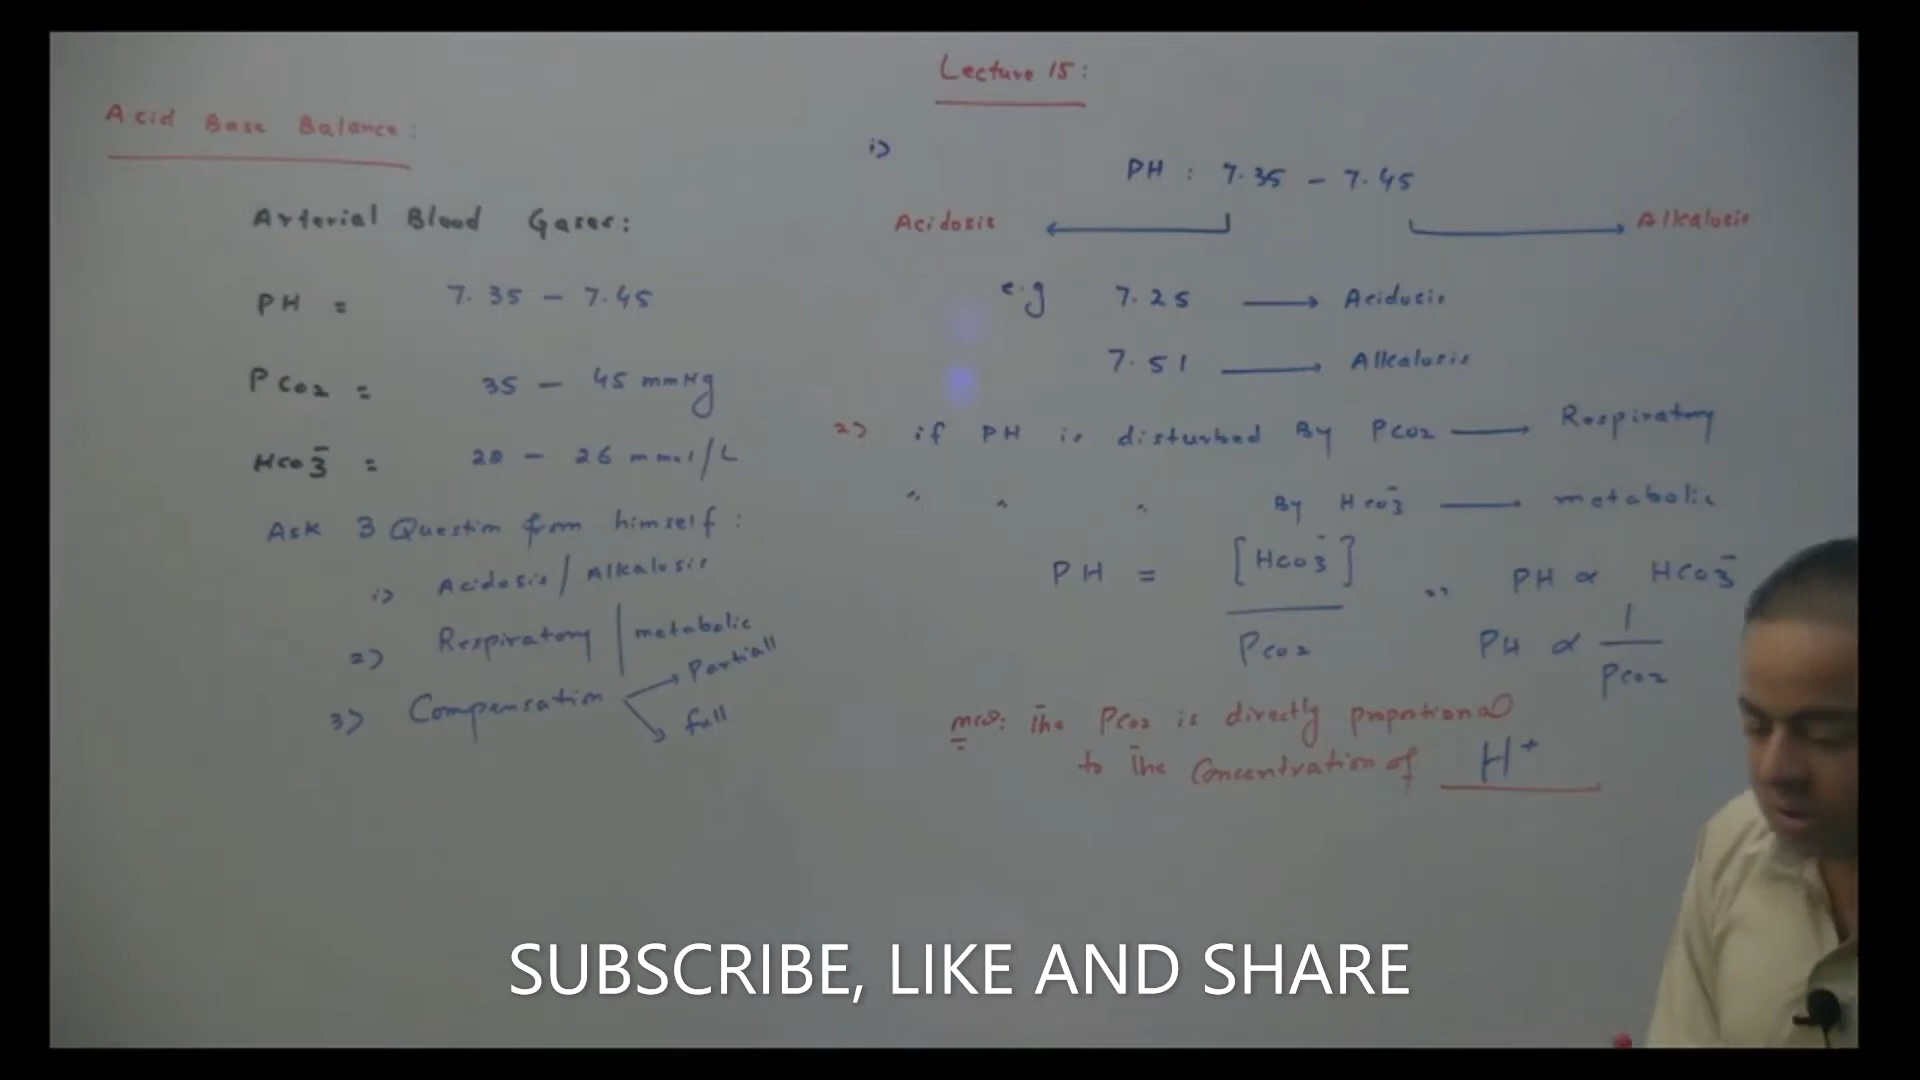 Lecture 15:
Acid Base Balance:
Arterial Blood Gases:
PH = 7.35 – 7.45
PCO2 = 35 – 45 mmHg
HCO3̄ = 20 – 26 mmol/L
Ask 3 Question from himself:
1) Acidosis / Alkalosis
2) Respiratory | metabolic
3) Compensation
Partiall
full
1) PH : 7.35 – 7.45
Acidosis ← → Alkalosis
e.g 7.25 → Acidosis
7.51 → Alkalosis
2) if PH is disturbed By PCO2 → Respiratory
" " " By HCO3̄ → metabolic
PH = [HCO3̄] / PCO2 ,, PH ∝ HCO3̄
PH ∝ 1 / PCO2
mcq: The PCO2 is directly proportional
to the Concentration of H+
SUBSCRIBE, LIKE AND SHARE